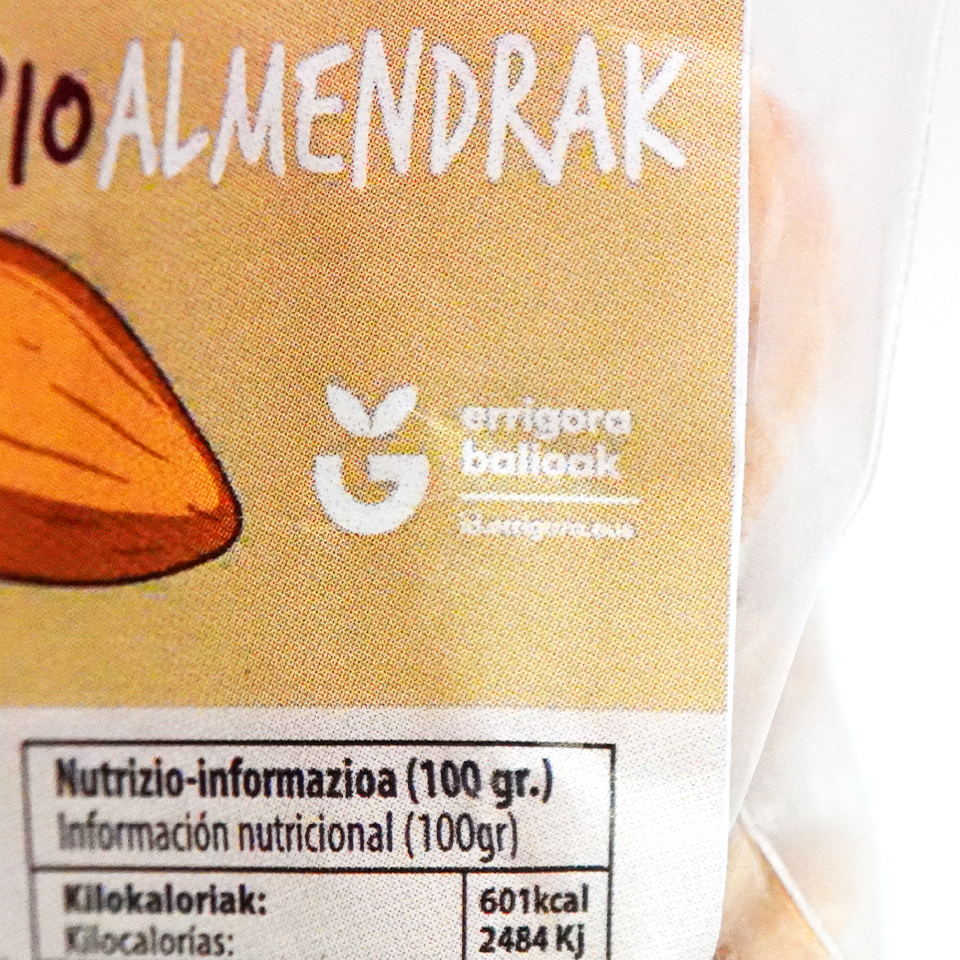 ALMENDRAK
errigora
balioak
Nutrizio-informazioa (100 gr.)
Información nutricional (100gr)
Kilokaloriak:
601kcal
Kilocalorías:
2484 Kj